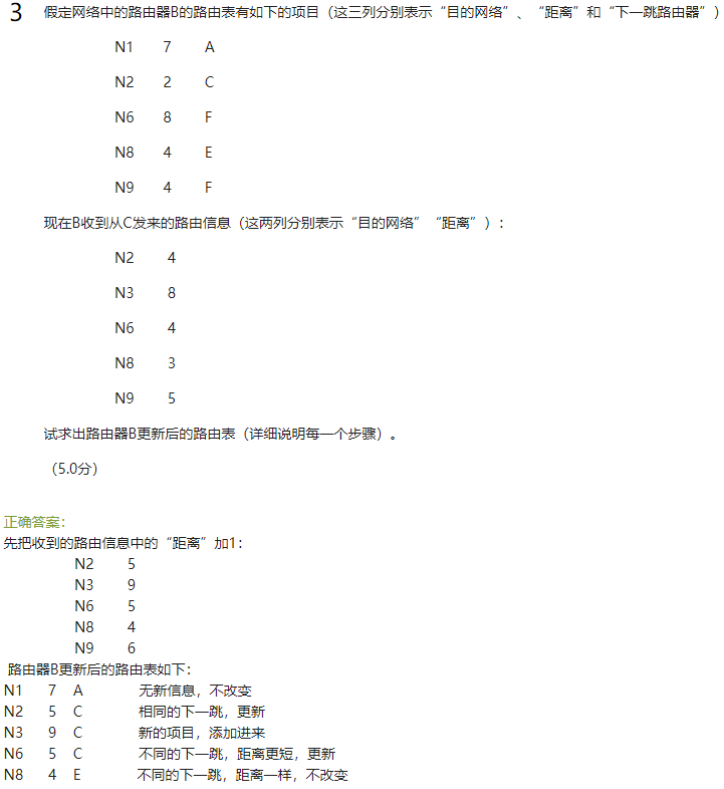 3 假定网络中的路由器B的路由表有如下的项目（这三列分别表示“目的网络”、“距离”和“下一跳路由器”）
N1 7 A
N2 2 C
N6 8 F
N8 4 E
N9 4 F
现在B收到从C发来的路由信息（这两列分别表示“目的网络”“距离”）：
N2 4
N3 8
N6 4
N8 3
N9 5
试求出路由器B更新后的路由表（详细说明每一个步骤）。
（5.0分）
正确答案：
先把收到的路由信息中的“距离”加1：
N2 5
N3 9
N6 5
N8 4
N9 6
路由器B更新后的路由表如下：
N1 7 A 无新信息，不改变
N2 5 C 相同的下一跳，更新
N3 9 C 新的项目，添加进来
N6 5 C 不同的下一跳，距离更短，更新
N8 4 E 不同的下一跳，距离一样，不改变